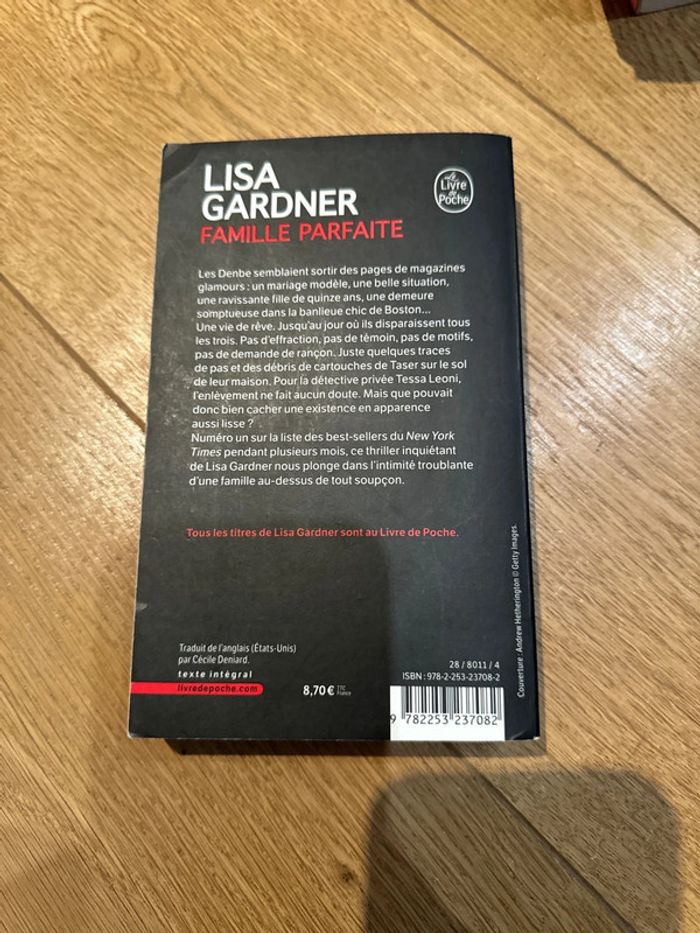 LISA
GARDNER
FAMILLE PARFAITE
Le
Livre
de
Poche
Les Denbe semblaient sortir des pages de magazines
glamours : un mariage modèle, une belle situation,
une ravissante fille de quinze ans, une demeure
somptueuse dans la banlieue chic de Boston...
Une vie de rêve. Jusqu'au jour où ils disparaissent tous
les trois. Pas d'effraction, pas de témoin, pas de motifs,
pas de demande de rançon. Juste quelques traces
de pas et des débris de cartouches de Taser sur le sol
de leur maison. Pour la détective privée Tessa Leoni,
l'enlèvement ne fait aucun doute. Mais que pouvait
donc bien cacher une existence en apparence
aussi lisse ?
Numéro un sur la liste des best-sellers du New York
Times pendant plusieurs mois, ce thriller inquiétant
de Lisa Gardner nous plonge dans l'intimité troublante
d'une famille au-dessus de tout soupçon.
Tous les titres de Lisa Gardner sont au Livre de Poche.
Traduit de l'anglais (États-Unis)
par Cécile Deniard.
texte intégral
livredepoche.com
8,70 € TTC
France
28 / 8011 / 4
ISBN : 978-2-253-23708-2
9 782253 237082
Couverture : Andrew Hetherington © Getty Images.